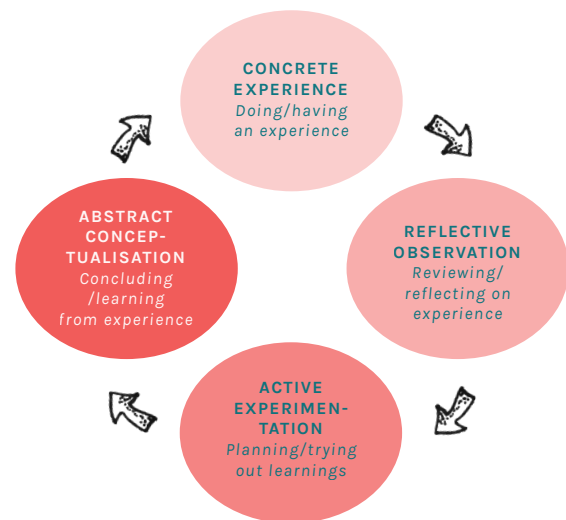 CONCRETE
EXPERIENCE
Doing/having
an experience
REFLECTIVE
OBSERVATION
Reviewing/
reflecting on
experience
ACTIVE
EXPERIMEN-
TATION
Planning/trying
out learnings
ABSTRACT
CONCEP-
TUALISATION
Concluding
/learning
from experience